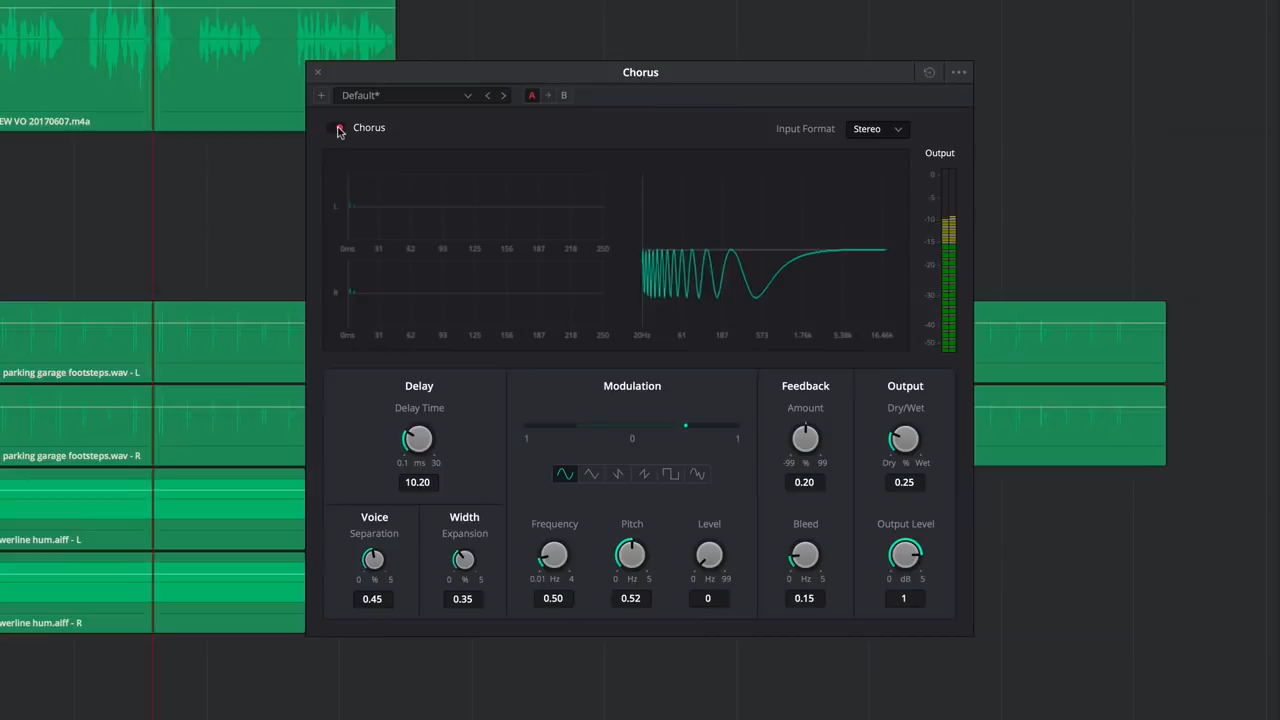 EW VO 20170607.m4a
Chorus
Default*
A
B
Chorus
Input Format
Stereo
Output
0
-5
-10
-15
-20
-30
-40
-50
L
0ms 31 62 93 125 156 187 218 250
R
0ms 31 62 93 125 156 187 218 250
20Hz 61 187 573 1.76k 5.38k 16.46k
parking garage footsteps.wav - L
parking garage footsteps.wav - R
werline hum.aiff - L
werline hum.aiff - R
Delay
Delay Time
0.1 ms 30
10.20
Voice
Separation
0 % 5
0.45
Width
Expansion
0 % 5
0.35
Modulation
1 0 1
Frequency
0.01 Hz 4
0.50
Pitch
0 Hz 5
0.52
Level
0 Hz 99
0
Feedback
Amount
-99 % 99
0.20
Bleed
0 Hz 5
0.15
Output
Dry/Wet
Dry % Wet
0.25
Output Level
0 dB 5
1